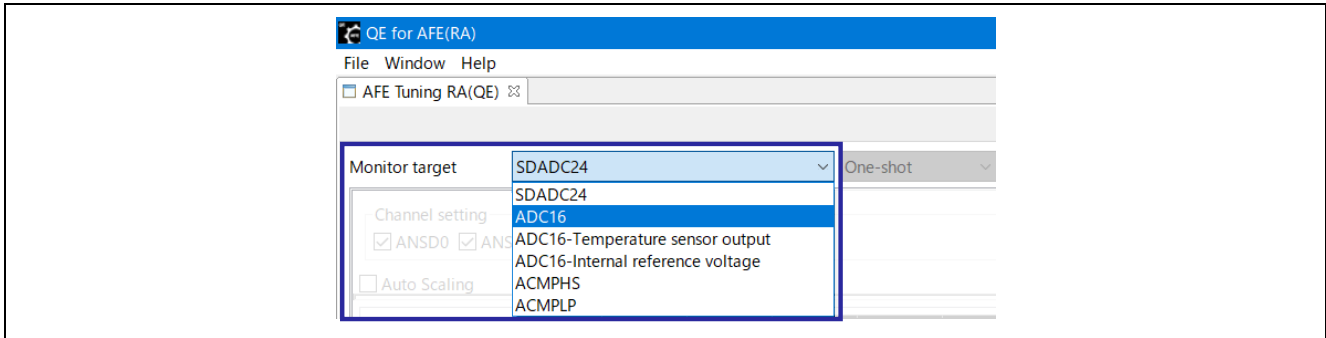 QE for AFE(RA)
File Window Help
AFE Tuning RA(QE)
Monitor target SDADC24 One-shot
SDADC24
Channel setting ADC16
ANSD0 ANS ADC16-Temperature sensor output
ADC16-Internal reference voltage
Auto Scaling ACMPHS
ACMPLP